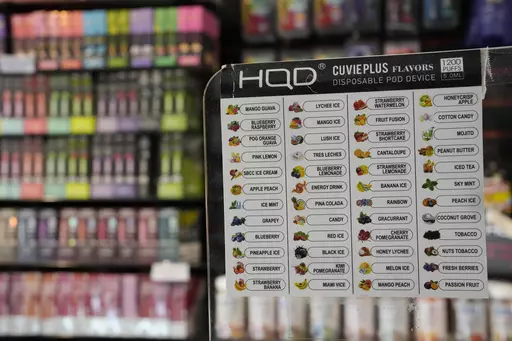 HQD® CUVIEPLUS FLAVORS 1200 PUFFS
DISPOSABLE POD DEVICE 5.0ML
MANGO GUAVA
BLUEBERRY RASPBERRY
POG ORANGE GUAVA
PINK LEMON
SBCC ICE CREAM
APPLE PEACH
ICE MINT
GRAPEY
BLUEBERRY
PINEAPPLE ICE
STRAWBERRY
STRAWBERRY BANANA
LYCHEE ICE
MANGO ICE
LUSH ICE
TRES LECHES
BLUEBERRY LEMONADE
ENERGY DRINK
PINA COLADA
CANDY
RED ICE
BLACK ICE
KIWI POMEGRANATE
MIAMI VICE
STRAWBERRY WATERMELON
FRUIT FUSION
STRAWBERRY SHORTCAKE
CANTALOUPE
STRAWBERRY LEMONADE
BANANA ICE
RAINBOW
GRACURRANT
CHERRY POMEGRANATE
HONEY LYCHEE
MELON ICE
MANGO PEACH
HONEYCRISP APPLE
COTTON CANDY
MOJITO
PEANUT BUTTER
ICED TEA
SKY MINT
PEACH ICE
COCONUT GROVE
TOBACCO
NUTS TOBACCO
FRESH BERRIES
PASSION FRUIT